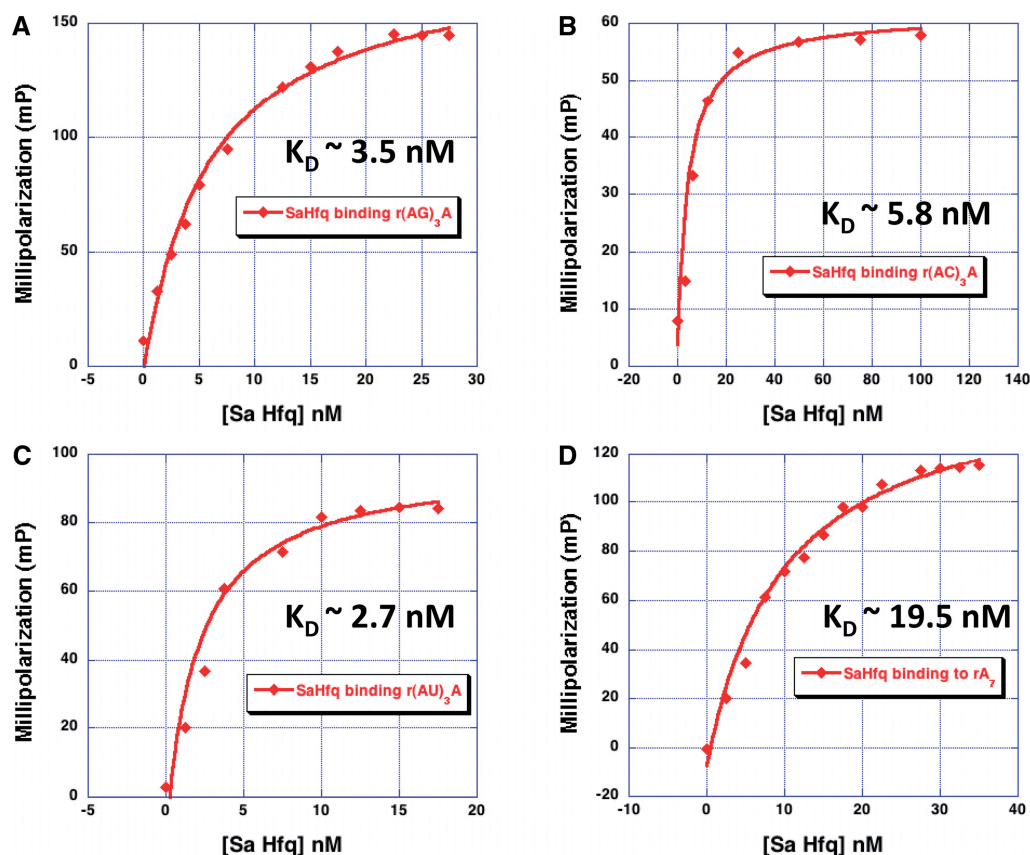 A
Millipolarization (mP)
150
100
50
0
K_D ~ 3.5 nM
SaHfq binding r(AG)₃A
-5 0 5 10 15 20 25 30
[Sa Hfq] nM
B
Millipolarization (mP)
60
50
40
30
20
10
0
K_D ~ 5.8 nM
SaHfq binding r(AC)₃A
-20 0 20 40 60 80 100 120 140
[Sa Hfq] nM
C
Millipolarization (mP)
100
80
60
40
20
0
K_D ~ 2.7 nM
SaHfq binding r(AU)₃A
-5 0 5 10 15 20
[Sa Hfq] nM
D
Millipolarization (mP)
120
100
80
60
40
20
0
-20
K_D ~ 19.5 nM
SaHfq binding to rA₇
-10 0 10 20 30 40
[Sa Hfq] nM